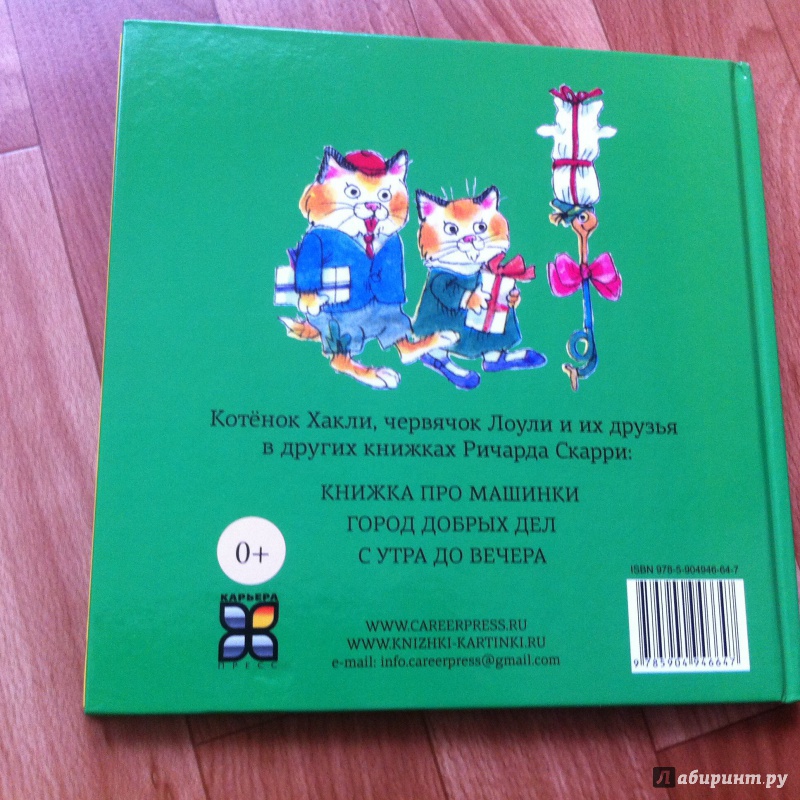 Котёнок Хакли, червячок Лоули и их друзья
в других книжках Ричарда Скарри:
КНИЖКА ПРО МАШИНКИ
ГОРОД ДОБРЫХ ДЕЛ
С УТРА ДО ВЕЧЕРА
0+
КАРЬЕРА
ПРЕСС
WWW.CAREERPRESS.RU
WWW.KNIZHKI-KARTINKI.RU
e-mail: info.careerpress@gmail.com
ISBN 978-5-904946-64-7
9 785904 946647
Лабиринт.ру